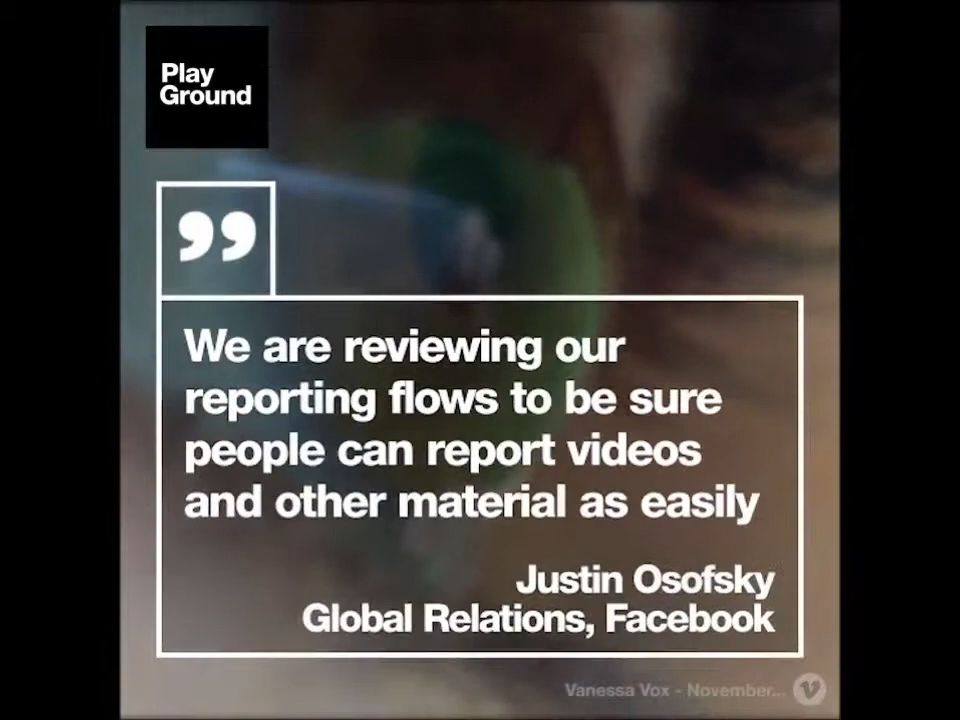 Play
Ground
”
We are reviewing our
reporting flows to be sure
people can report videos
and other material as easily
Justin Osofsky
Global Relations, Facebook
Vanessa Vox - November...